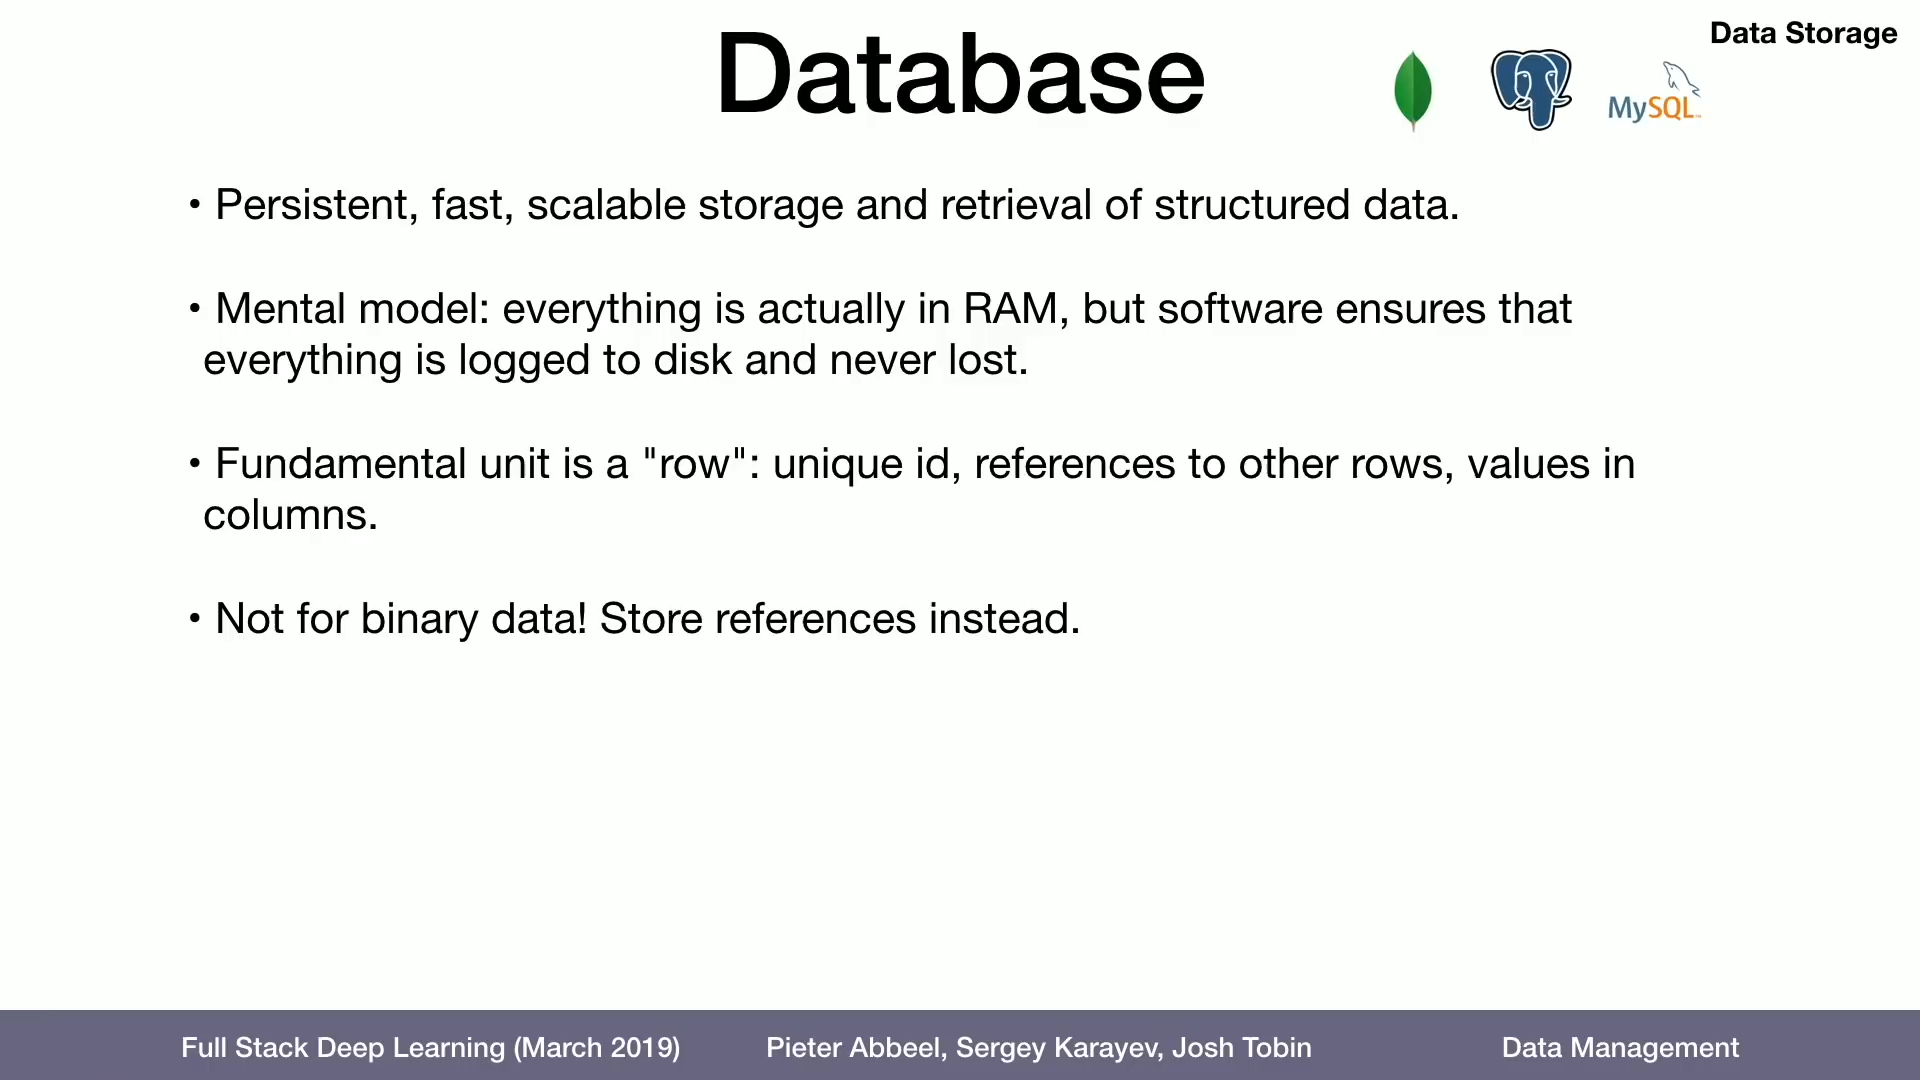 Data Storage
Database
MySQL
• Persistent, fast, scalable storage and retrieval of structured data.
• Mental model: everything is actually in RAM, but software ensures that
everything is logged to disk and never lost.
• Fundamental unit is a "row": unique id, references to other rows, values in
columns.
• Not for binary data! Store references instead.
Full Stack Deep Learning (March 2019) Pieter Abbeel, Sergey Karayev, Josh Tobin Data Management